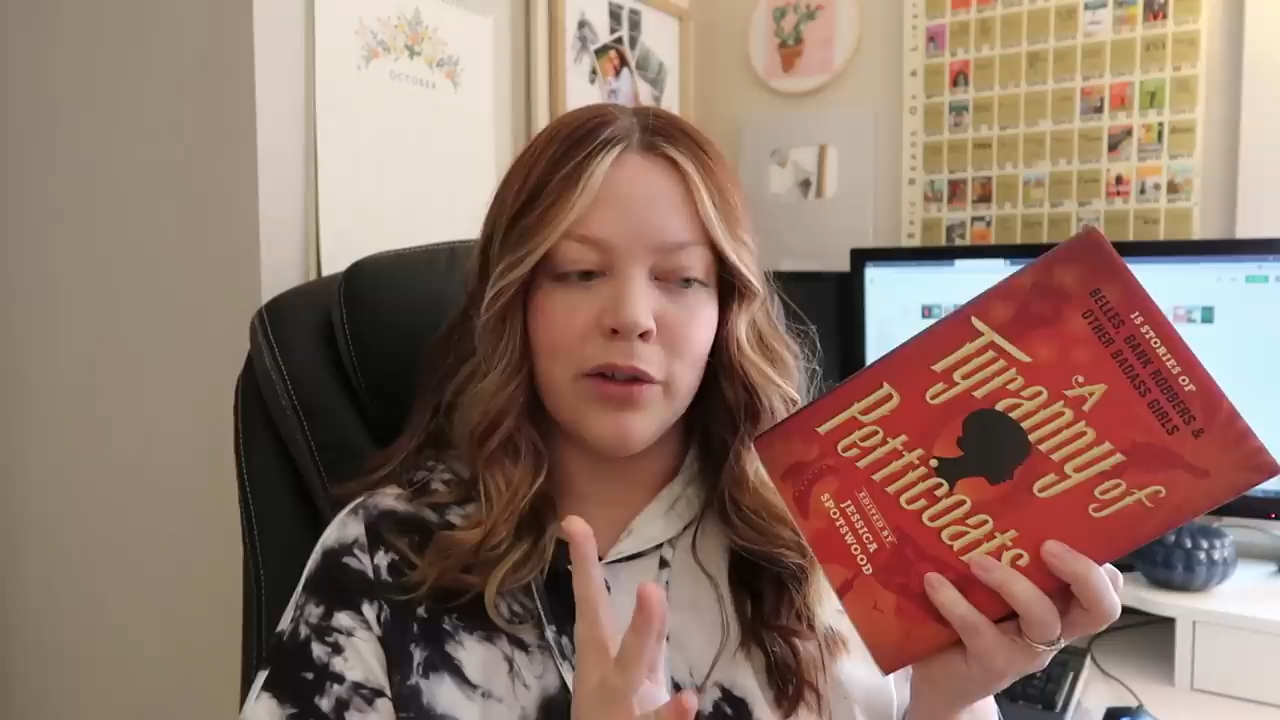 OCTOBER
15 STORIES OF
BELLES, BANK ROBBERS &
OTHER BADASS GIRLS
A
Tyranny of
Petticoats
EDITED BY
JESSICA
SPOTSWOOD